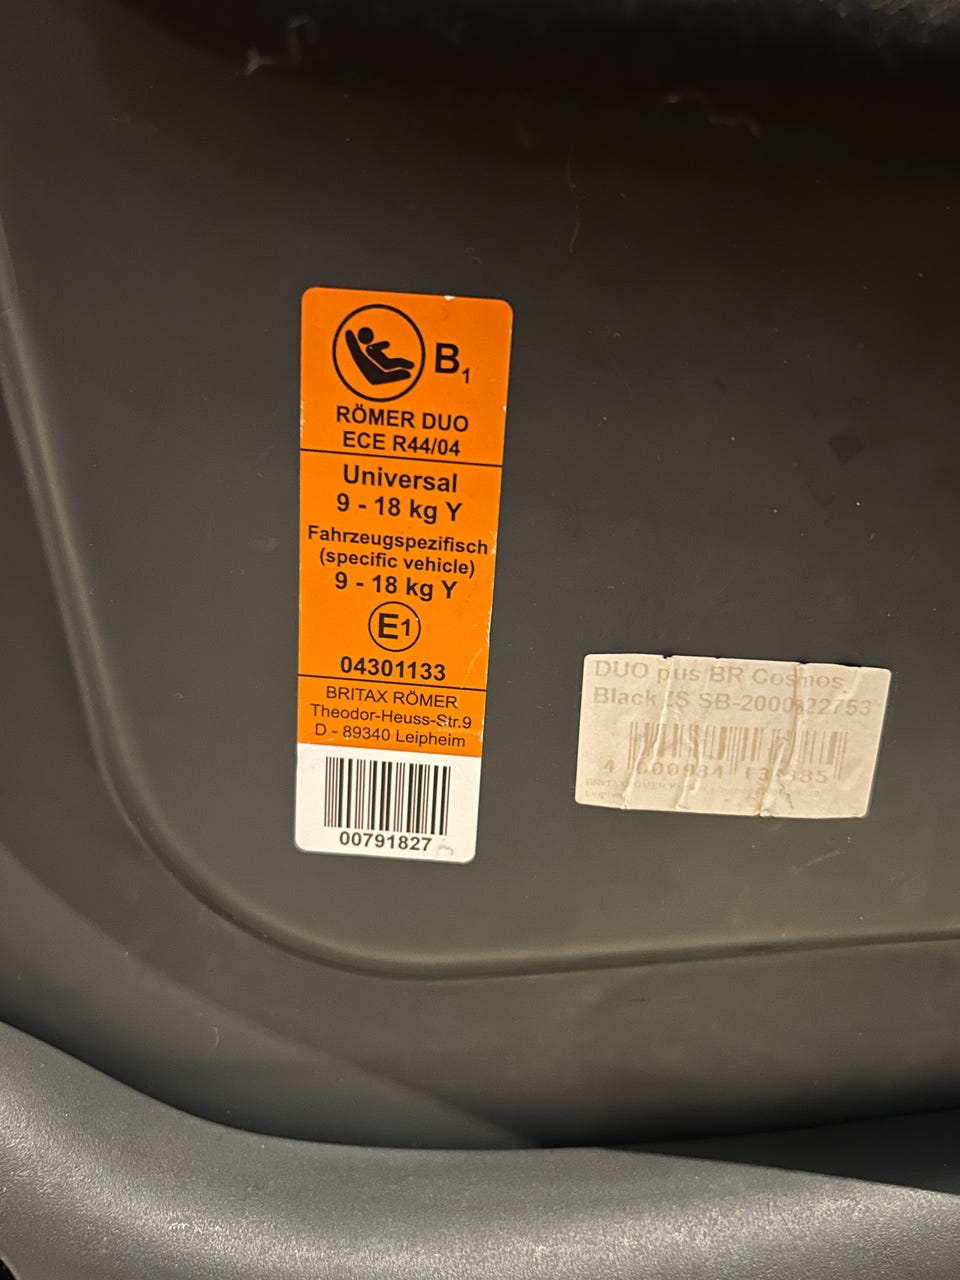 B1
RÖMER DUO
ECE R44/04
Universal
9 - 18 kg Y
Fahrzeugspezifisch
(specific vehicle)
9 - 18 kg Y
E1
04301133
BRITAX RÖMER
Theodor-Heuss-Str.9
D - 89340 Leipheim
00791827
DUO BR Cosmos
Black